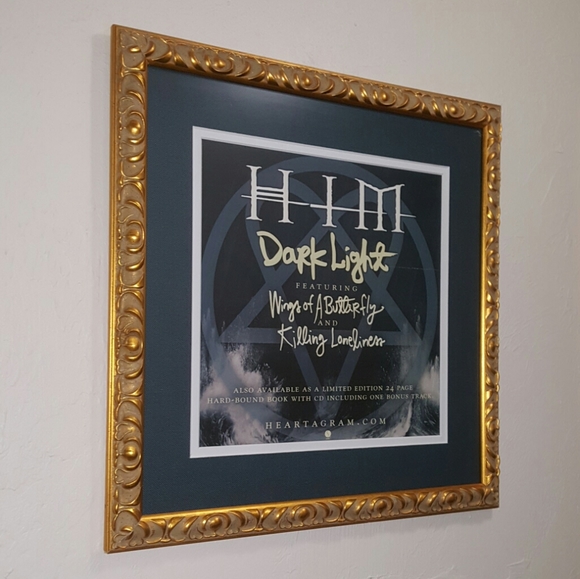 HIM
Dark Light
FEATURING
Wings of A Butterfly
AND
Killing Loneliness
ALSO AVAILABLE AS A LIMITED EDITION 24 PAGE
HARD-BOUND BOOK WITH CD INCLUDING ONE BONUS TRACK
HEARTAGRAM.COM